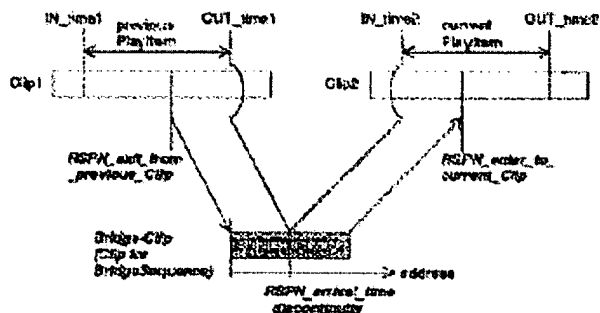 IN_time1 previous PlayItem OUT_time1
IN_time2 current PlayItem OUT_time2
Clip1
Clip2
RSPN_exit_from
_previous_Clip
RSPN_enter_to_
current_Clip
Bridge-Clip
(Clip for
BridgeSequence)
address
RSPN_arrival_time
discontinuity